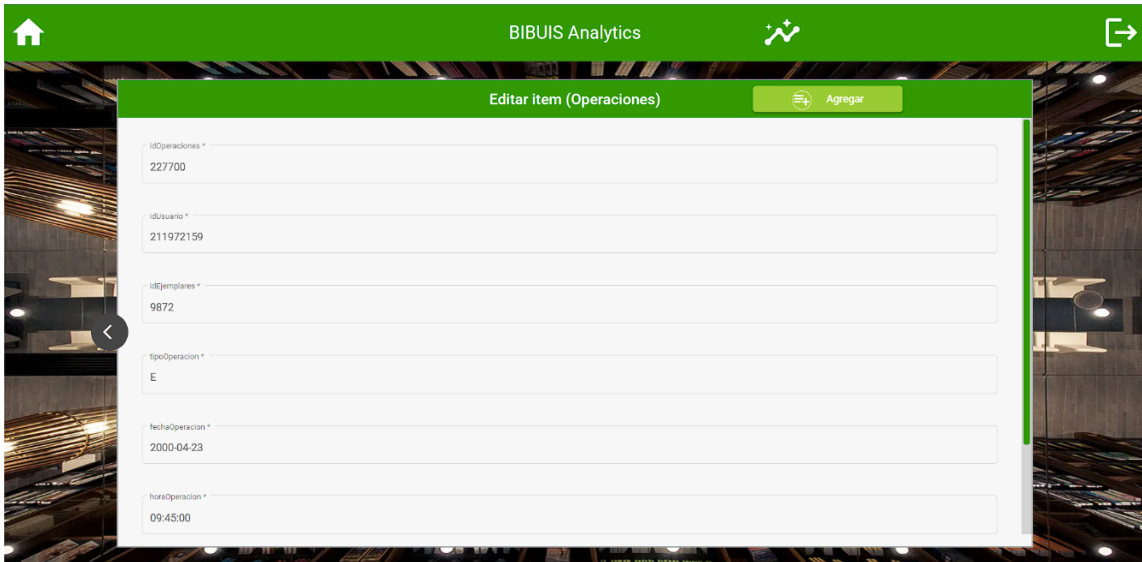 BIBUIS Analytics
Editar item (Operaciones)
Agregar
idOperaciones *
227700
idUsuario *
211972159
idEjemplares *
9872
tipoOperacion *
E
fechaOperacion *
2000-04-23
horaOperacion *
09:45:00